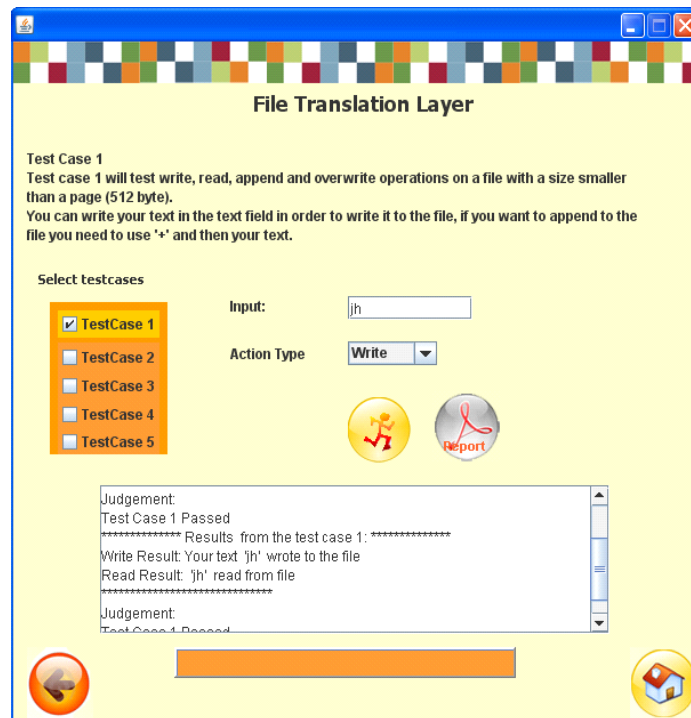 File Translation Layer
Test Case 1
Test case 1 will test write, read, append and overwrite operations on a file with a size smaller
than a page (512 byte).
You can write your text in the text field in order to write it to the file, if you want to append to the
file you need to use '+' and then your text.
Select testcases
TestCase 1
TestCase 2
TestCase 3
TestCase 4
TestCase 5
Input:
jh
Action Type
Write
Report
Judgement:
Test Case 1 Passed
************** Results from the test case 1: **************
Write Result: Your text 'jh' wrote to the file
Read Result: 'jh' read from file
******************************
Judgement:
Test Case 1 Passed